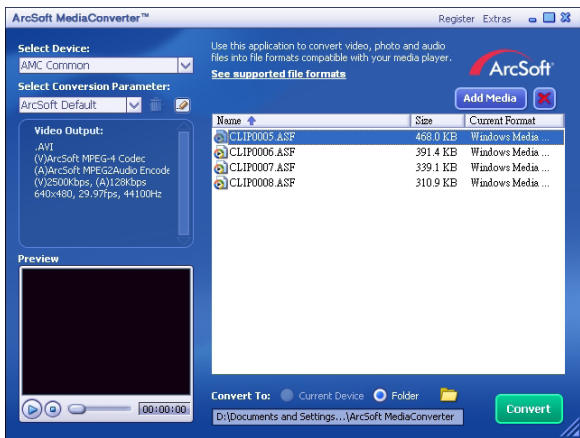 ArcSoft MediaConverter™
Register Extras
Select Device:
AMC Common
Select Conversion Parameter:
ArcSoft Default
Video Output:
.AVI
(V)ArcSoft MPEG-4 Codec
(A)ArcSoft MPEG2Audio Encode
(V)2500Kbps, (A)128Kbps
640x480, 29.97fps, 44100Hz
Preview
00:00:00
Use this application to convert video, photo and audio
files into file formats compatible with your media player.
See supported file formats
ArcSoft
Add Media
Name Size Current Format
CLIP0005.ASF 468.0 KB Windows Media ...
CLIP0006.ASF 391.4 KB Windows Media ...
CLIP0007.ASF 339.1 KB Windows Media ...
CLIP0008.ASF 310.9 KB Windows Media ...
Convert To: Current Device Folder
D:\Documents and Settings...\ArcSoft MediaConverter
Convert